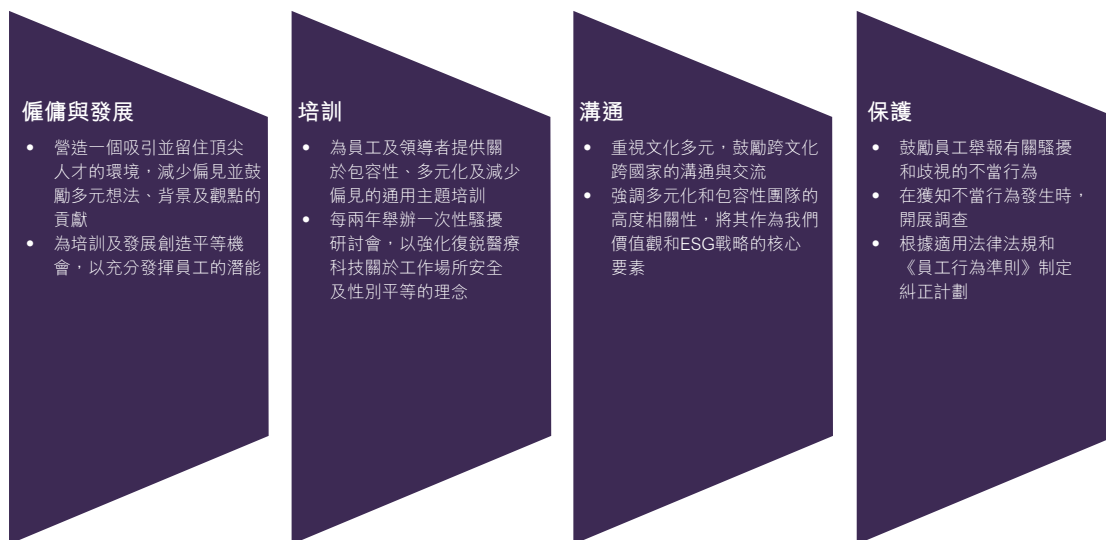 僱傭與發展
• 營造一個吸引並留住頂尖
人才的環境，減少偏見並鼓
勵多元想法、背景及觀點的
貢獻
• 為培訓及發展創造平等機
會，以充分發揮員工的潛能
培訓
• 為員工及領導者提供關
於包容性、多元化及減少
偏見的通用主題培訓
• 每兩年舉辦一次性騷擾
研討會，以強化復銳醫療
科技關於工作場所安全
及性別平等的理念
溝通
• 重視文化多元，鼓勵跨文化
跨國家的溝通與交流
• 強調多元化和包容性團隊的
高度相關性，將其作為我們
價值觀和ESG戰略的核心
要素
保護
• 鼓勵員工舉報有關騷擾
和歧視的不當行為
• 在獲知不當行為發生時，
開展調查
• 根據適用法律法規和
《員工行為準則》制定
糾正計劃